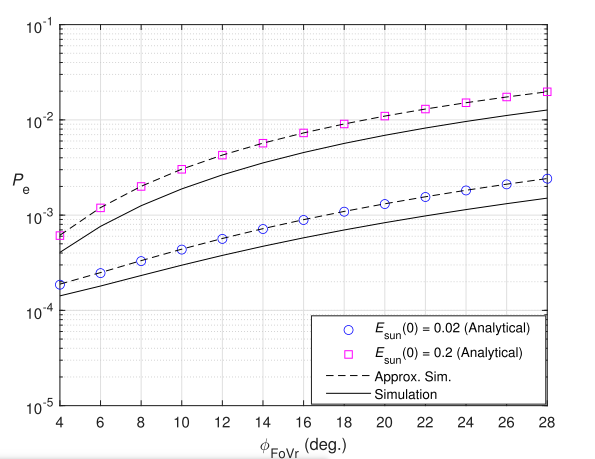 10^-1
10^-2
P_e
10^-3
10^-4
10^-5
E_sun(0) = 0.02 (Analytical)
E_sun(0) = 0.2 (Analytical)
Approx. Sim.
Simulation
4 6 8 10 12 14 16 18 20 22 24 26 28
ϕ_FoVr (deg.)